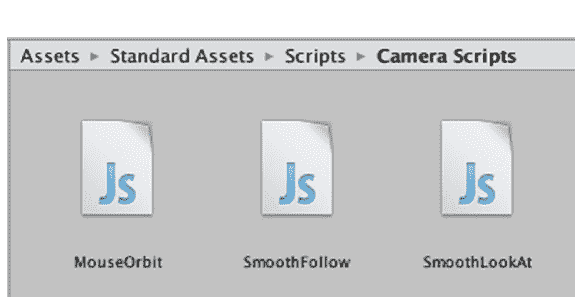 Assets ▸ Standard Assets ▸ Scripts ▸ Camera Scripts
Js Js Js
MouseOrbit SmoothFollow SmoothLookAt